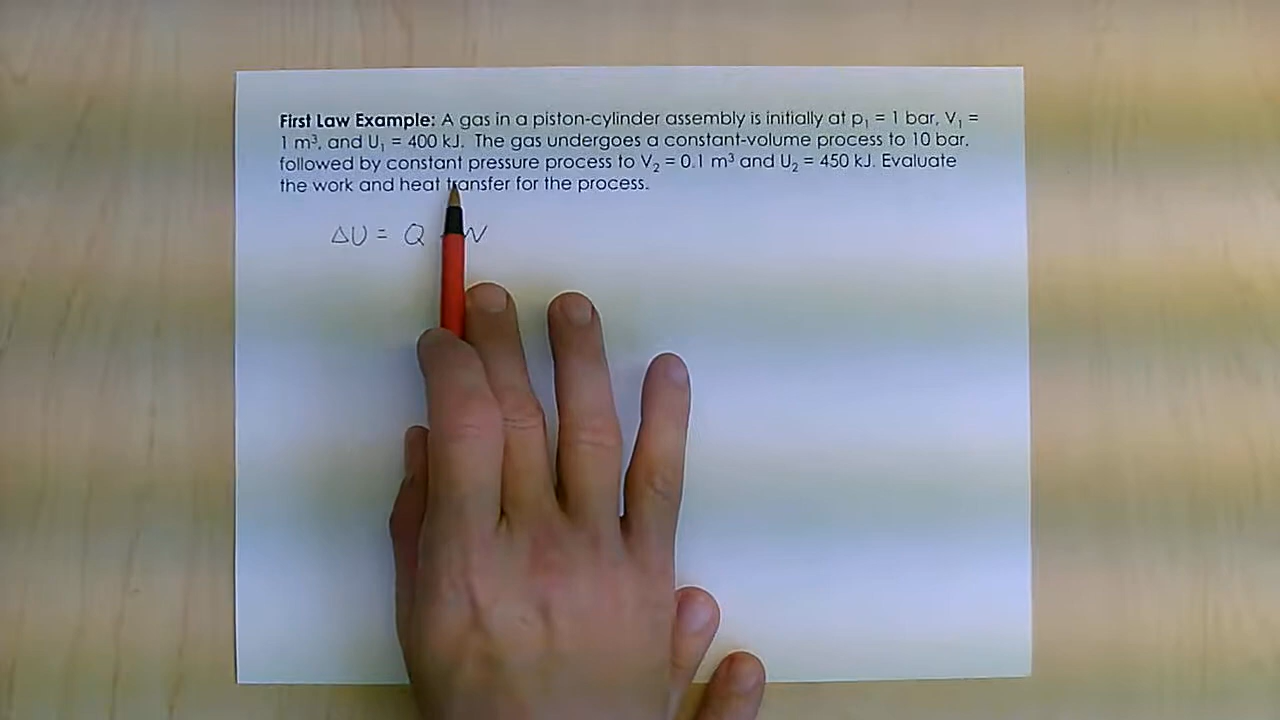 First Law Example: A gas in a piston-cylinder assembly is initially at p₁ = 1 bar, V₁ =
1 m³, and U₁ = 400 kJ. The gas undergoes a constant-volume process to 10 bar,
followed by constant pressure process to V₂ = 0.1 m³ and U₂ = 450 kJ. Evaluate
the work and heat transfer for the process.
ΔU = Q W